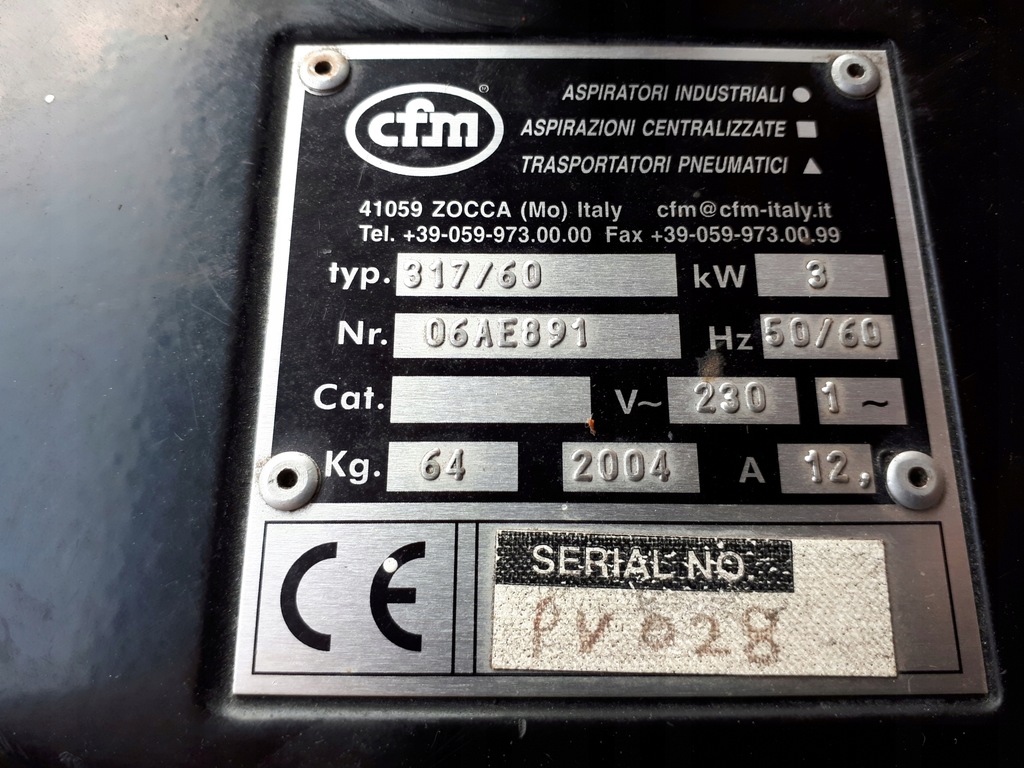 cfm® ASPIRATORI INDUSTRIALI ●
ASPIRAZIONI CENTRALIZZATE ■
TRASPORTATORI PNEUMATICI ▲
41059 ZOCCA (Mo) Italy cfm@cfm-italy.it
Tel. +39-059-973.00.00 Fax +39-059-973.00.99
typ. 317/60 kW 3
Nr. 06AE891 Hz 50/60
Cat. V~ 230 1 ~
Kg. 64 2004 A 12,
CE SERIAL NO.
PV028